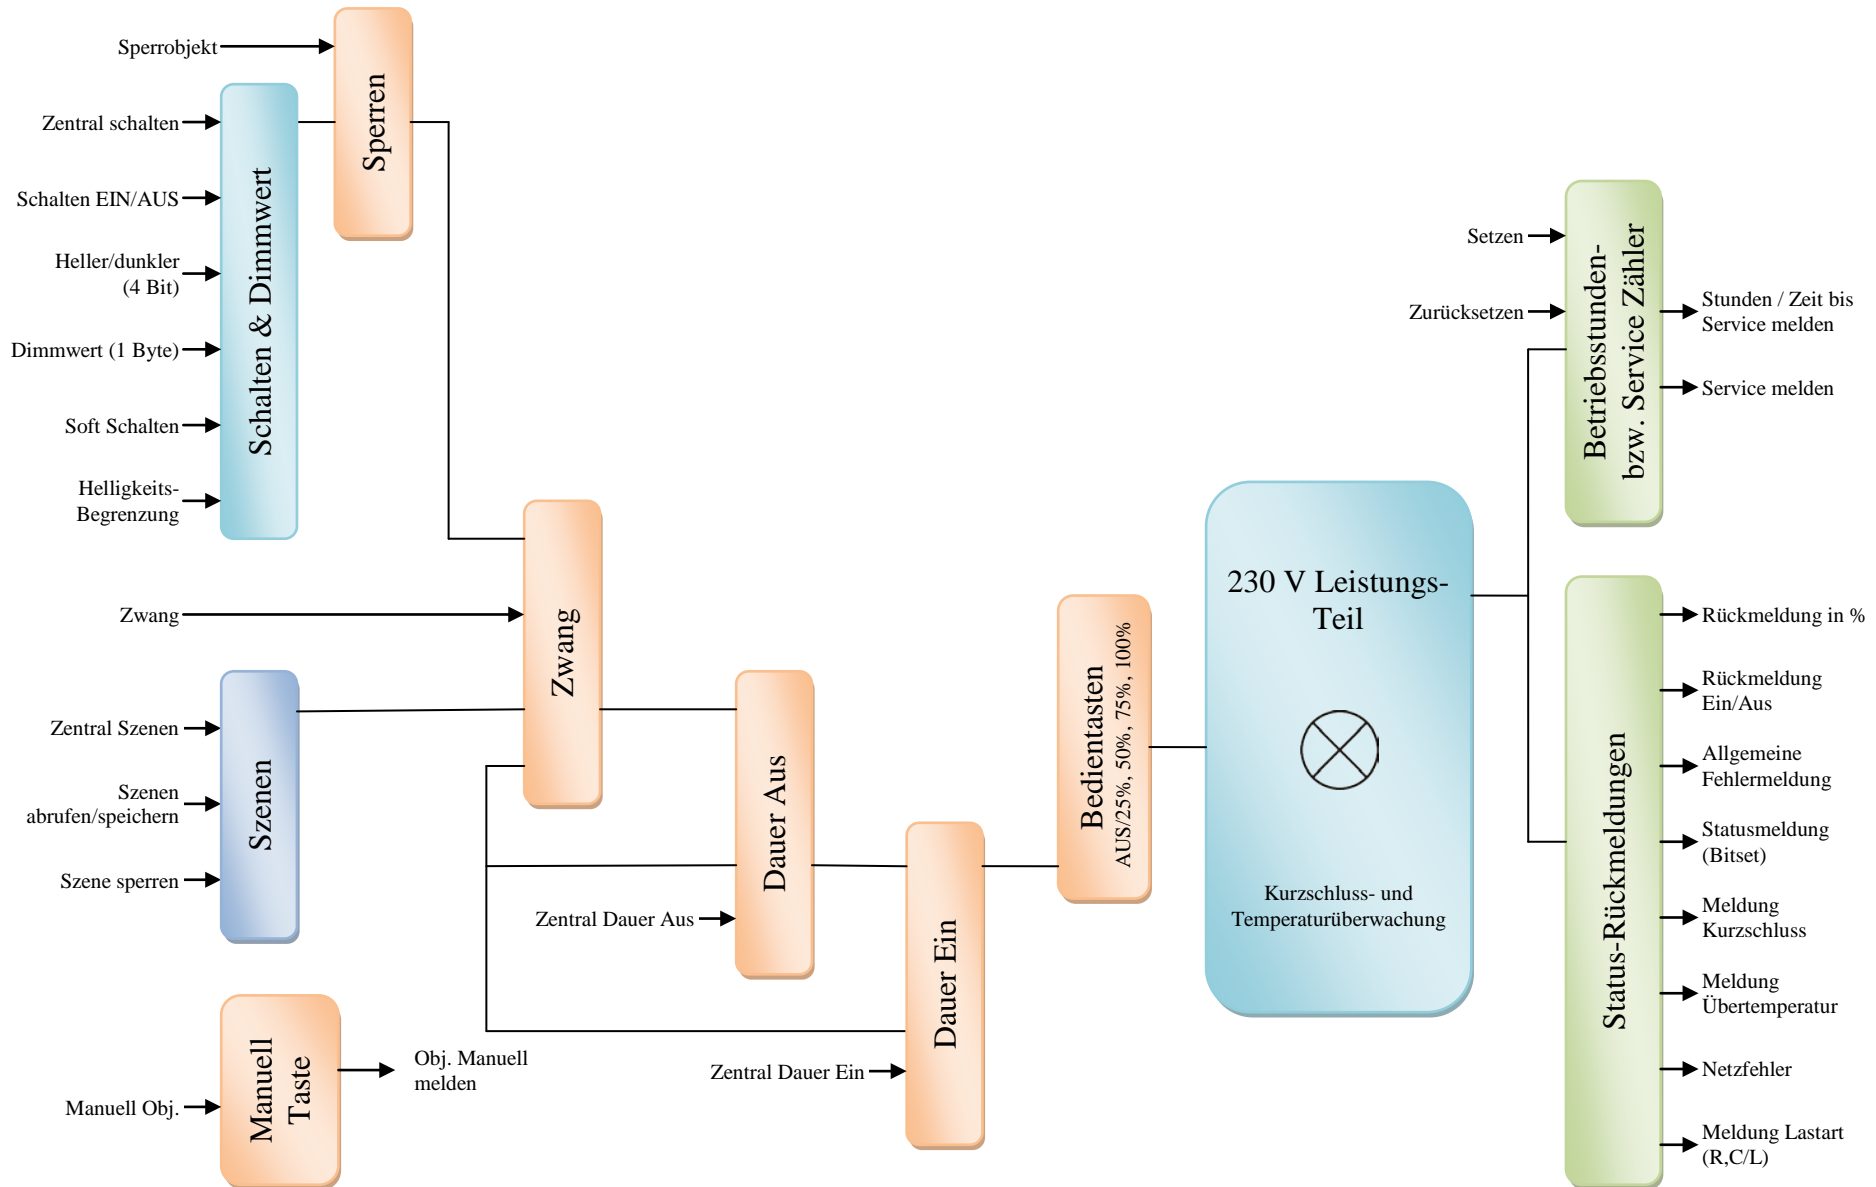 Sperrobjekt
Sperren
Zentral schalten
Schalten EIN/AUS
Heller/dunkler
(4 Bit)
Dimmwert (1 Byte)
Soft Schalten
Helligkeits-
Begrenzung
Schalten & Dimmwert
Zwang
Zwang
Zentral Szenen
Szenen
abrufen/speichern
Szene sperren
Szenen
Manuell Obj.
Manuell
Taste
Obj. Manuell
melden
Zentral Dauer Aus
Dauer Aus
Zentral Dauer Ein
Dauer Ein
Bedientasten
AUS/25%, 50%, 75%, 100%
230 V Leistungs-
Teil
Kurzschluss- und
Temperaturüberwachung
Setzen
Zurücksetzen
Betriebsstunden-
bzw. Service Zähler
Stunden / Zeit bis
Service melden
Service melden
Status-Rückmeldungen
Rückmeldung in %
Rückmeldung
Ein/Aus
Allgemeine
Fehlermeldung
Statusmeldung
(Bitset)
Meldung
Kurzschluss
Meldung
Übertemperatur
Netzfehler
Meldung Lastart
(R,C/L)